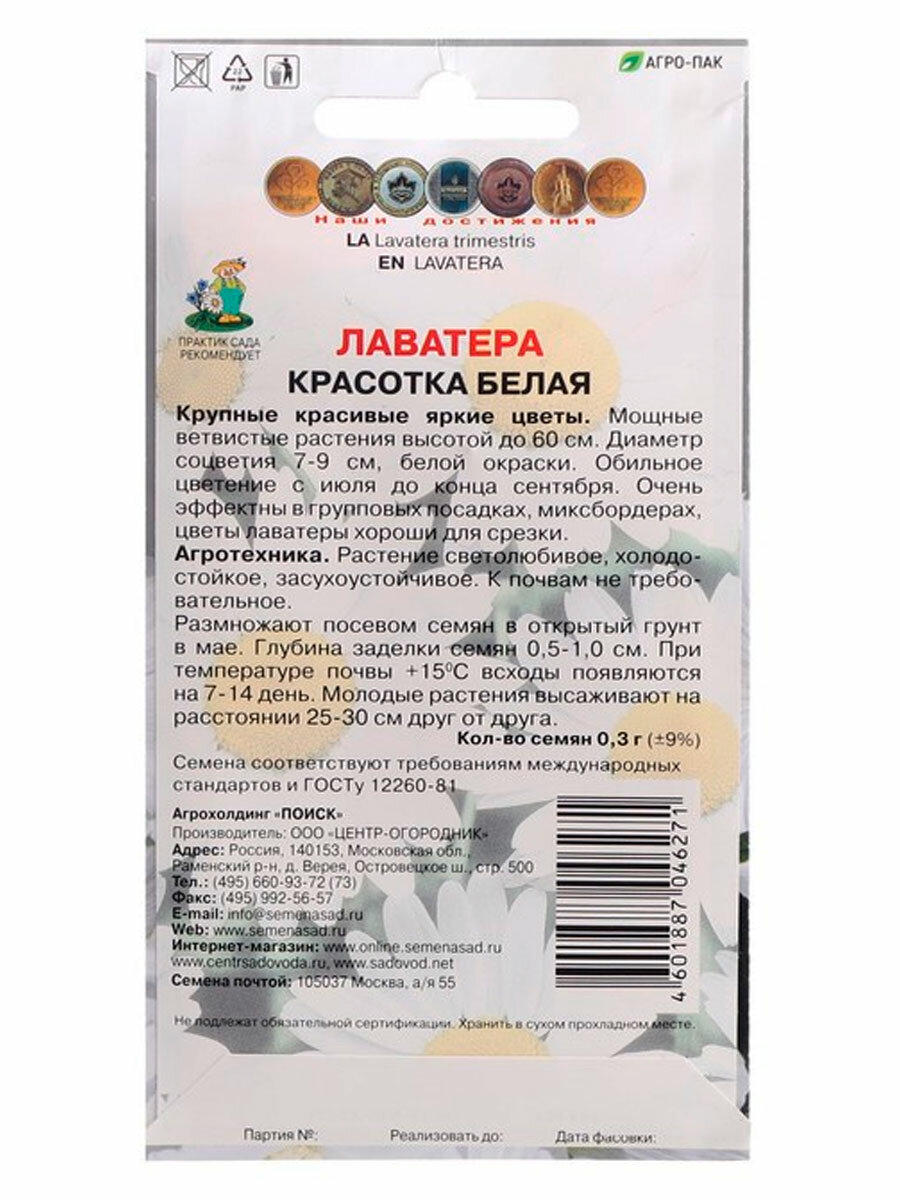 22
PAP
АГРО-ПАК
Наши достижения
LA Lavatera trimestris
EN LAVATERA
ПРАКТИК САДА
РЕКОМЕНДУЕТ
ЛАВАТЕРА
КРАСОТКА БЕЛАЯ
Крупные красивые яркие цветы. Мощные
ветвистые растения высотой до 60 см. Диаметр
соцветия 7-9 см, белой окраски. Обильное
цветение с июля до конца сентября. Очень
эффектны в групповых посадках, миксбордерах,
цветы лаватеры хороши для срезки.
Агротехника. Растение светолюбивое, холодо-
стойкое, засухоустойчивое. К почвам не требо-
вательное.
Размножают посевом семян в открытый грунт
в мае. Глубина заделки семян 0,5-1,0 см. При
температуре почвы +15⁰С всходы появляются
на 7-14 день. Молодые растения высаживают на
расстоянии 25-30 см друг от друга.
Кол-во семян 0,3 г (±9%)
Семена соответствуют требованиям международных
стандартов и ГОСТу 12260-81
Агрохолдинг "ПОИСК"
Производитель: ООО "ЦЕНТР-ОГОРОДНИК"
Адрес: Россия, 140153, Московская обл.,
Раменский р-н, д. Верея, Островецкое ш., стр. 500
Тел.: (495) 660-93-72 (73)
Факс: (495) 992-56-57
E-mail: info@semenasad.ru
Web: www.semenasad.ru
Интернет-магазин: www.online.semenasad.ru
www.centrsadovoda.ru, www.sadovod.net
Семена почтой: 105037 Москва, а/я 55
4 601887 046271
Не подлежат обязательной сертификации. Хранить в сухом прохладном месте.
Партия №: Реализовать до: Дата фасовки: